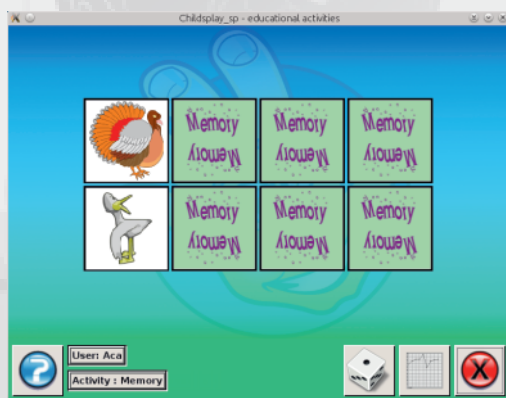 Childsplay_sp - educational activities
Memory Memory Memory
Memory Memory Memory
Memory Memory Memory
Memory Memory Memory
User: Aca
Activity : Memory
X